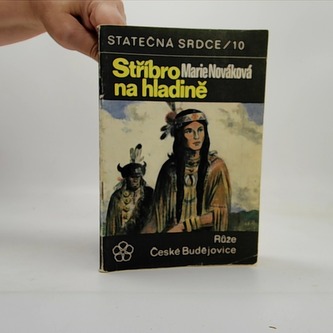 STATEČNÁ SRDCE/10
Stříbro Marie Nováková
na hladině
Růže
České Budějovice